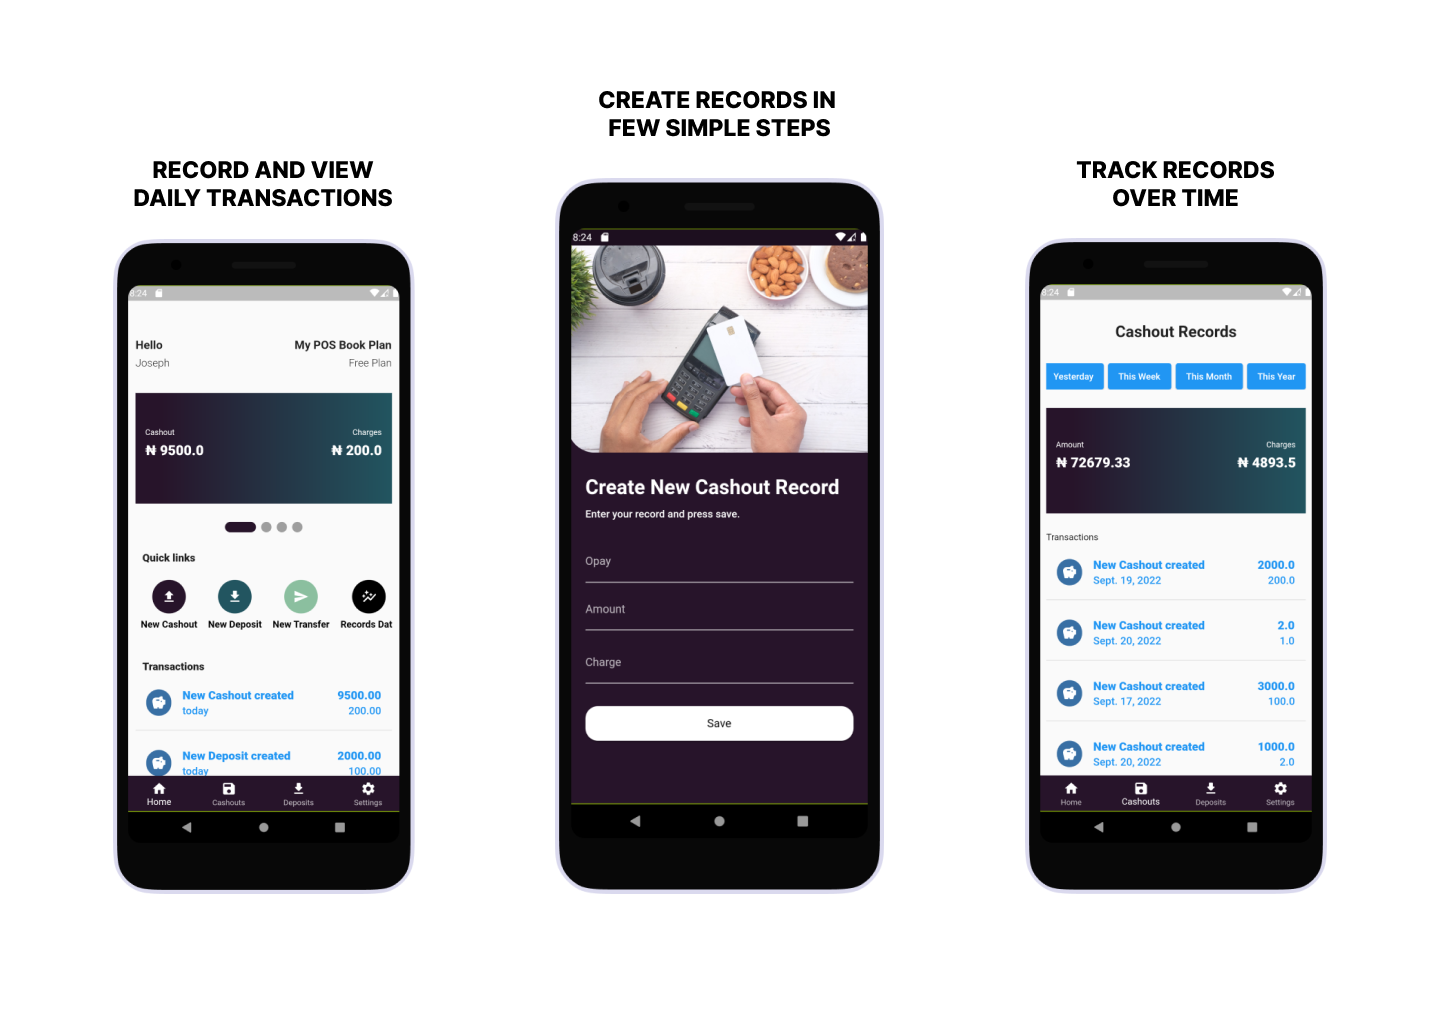 CREATE RECORDS IN
FEW SIMPLE STEPS
RECORD AND VIEW
DAILY TRANSACTIONS
TRACK RECORDS
OVER TIME
8:24
Hello
My POS Book Plan
Joseph
Free Plan
Cashout
Charges
₦ 9500.0
₦ 200.0
Quick links
New Cashout
New Deposit
New Transfer
Records Dat
Transactions
New Cashout created
9500.00
today
200.00
New Deposit created
2000.00
today
100.00
Home
Cashouts
Deposits
Settings
8:24
Create New Cashout Record
Enter your record and press save.
Opay
Amount
Charge
Save
8:24
Cashout Records
Yesterday
This Week
This Month
This Year
Amount
Charges
₦ 72679.33
₦ 4893.5
Transactions
New Cashout created
2000.0
Sept. 19, 2022
200.0
New Cashout created
2.0
Sept. 20, 2022
1.0
New Cashout created
3000.0
Sept. 17, 2022
100.0
New Cashout created
1000.0
Sept. 20, 2022
2.0
Home
Cashouts
Deposits
Settings